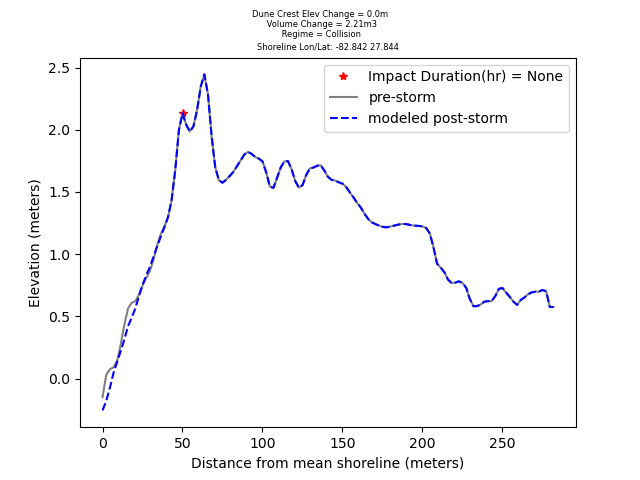 Dune Crest Elev Change = 0.0m
Volume Change = 2.21m3
Regime = Collision
Shoreline Lon/Lat: -82.842 27.844
Impact Duration(hr) = None
pre-storm
modeled post-storm
Elevation (meters)
2.5
2.0
1.5
1.0
0.5
0.0
0 50 100 150 200 250
Distance from mean shoreline (meters)